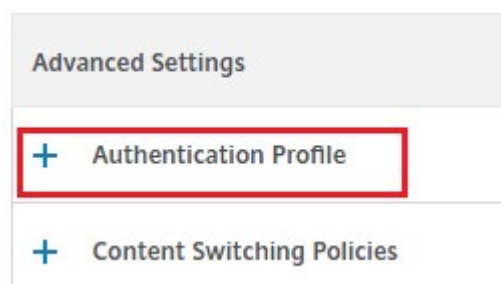 Advanced Settings
+ Authentication Profile
+ Content Switching Policies